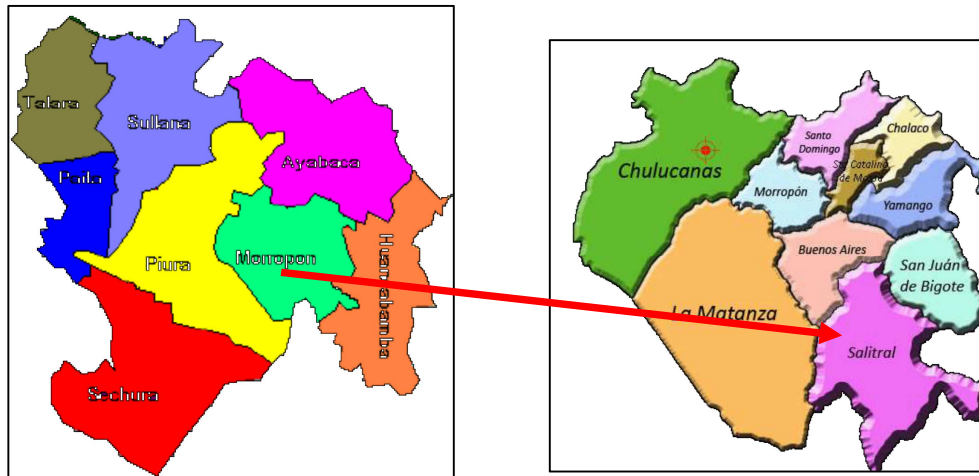 Talara
Sullana
Ayabaca
Paita
Piura
Morropon
Huancabamba
Sechura
Santo
Domingo
Chalaco
Chulucanas
Sta Catalina
de Mossa
Morropón
Yamango
Buenos Aires
San Juán
de Bigote
La Matanza
Salitral